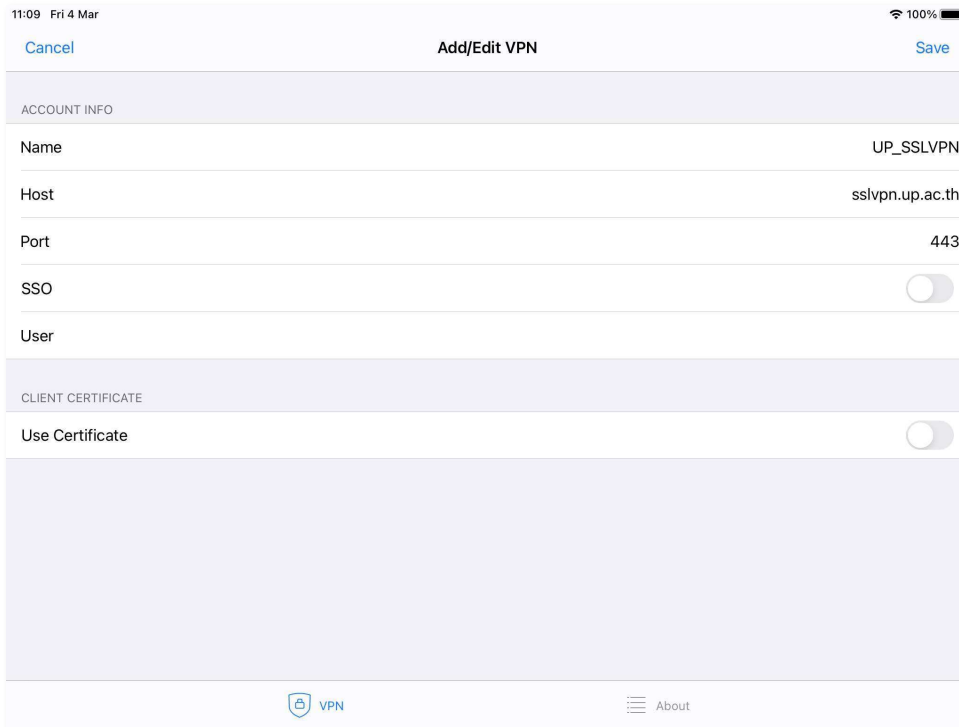 11:09 Fri 4 Mar 100%
Cancel Add/Edit VPN Save
ACCOUNT INFO
Name UP_SSLVPN
Host sslvpn.up.ac.th
Port 443
SSO
User
CLIENT CERTIFICATE
Use Certificate
VPN About